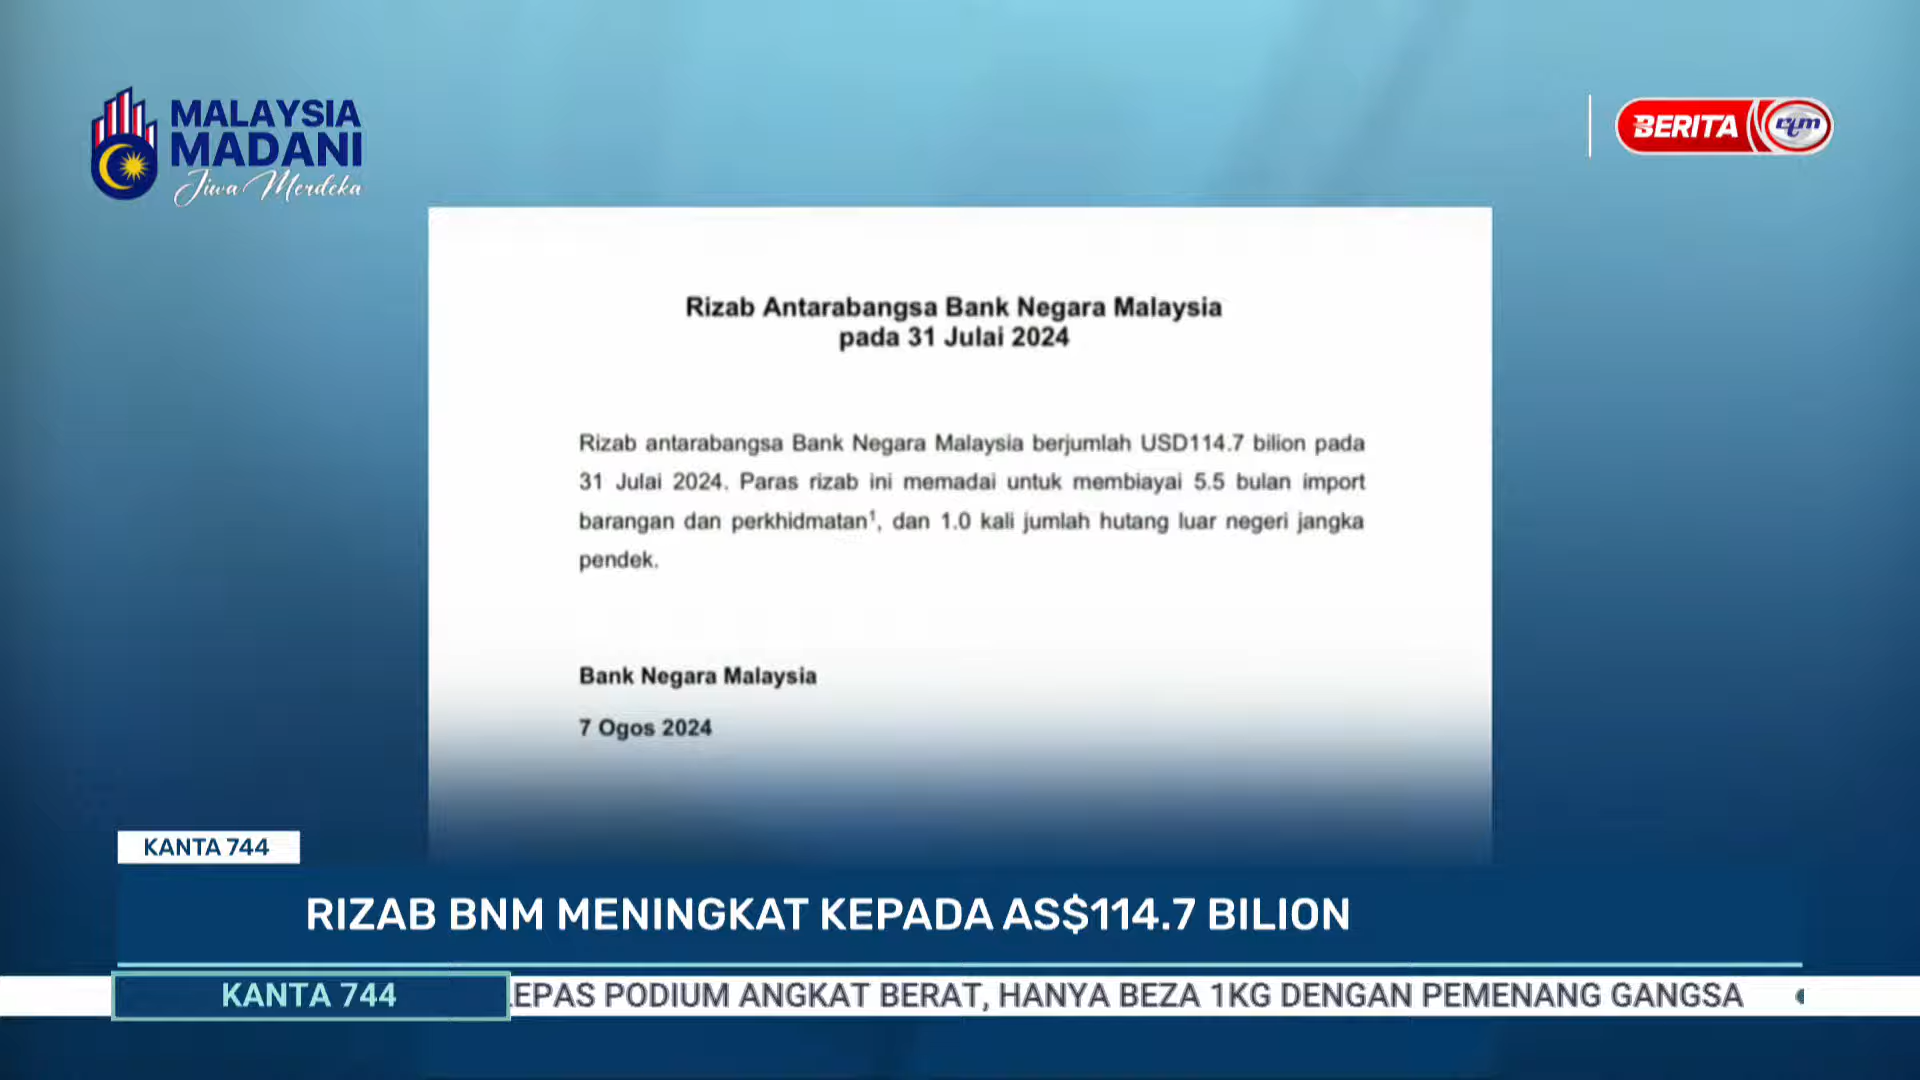 MALAYSIA
MADANI
Jiwa Merdeka
BERITA rtm
Rizab Antarabangsa Bank Negara Malaysia
pada 31 Julai 2024
Rizab antarabangsa Bank Negara Malaysia berjumlah USD114.7 bilion pada
31 Julai 2024. Paras rizab ini memadai untuk membiayai 5.5 bulan import
barangan dan perkhidmatan¹, dan 1.0 kali jumlah hutang luar negeri jangka
pendek.
Bank Negara Malaysia
7 Ogos 2024
KANTA 744
RIZAB BNM MENINGKAT KEPADA AS$114.7 BILION
KANTA 744
EPAS PODIUM ANGKAT BERAT, HANYA BEZA 1KG DENGAN PEMENANG GANGSA